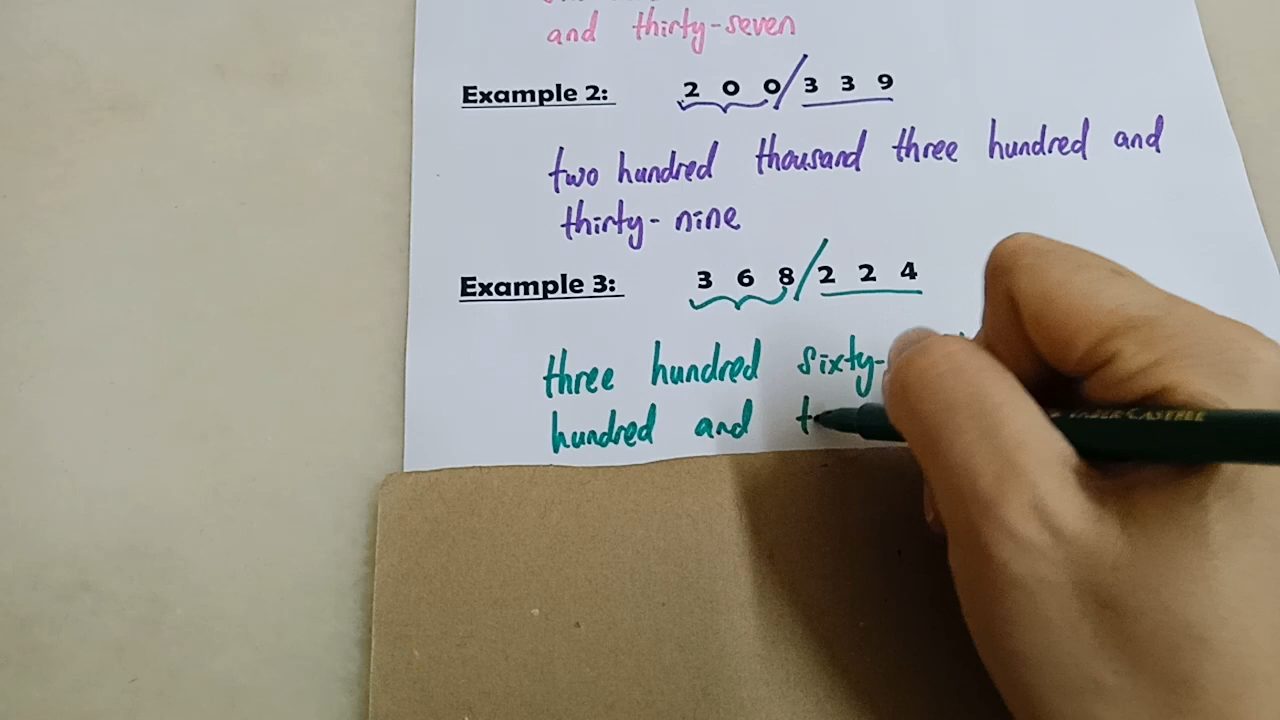 and thirty-seven
Example 2: 2 0 0/3 3 9
two hundred thousand three hundred and
thirty-nine
Example 3: 3 6 8/2 2 4
three hundred sixty-
hundred and t